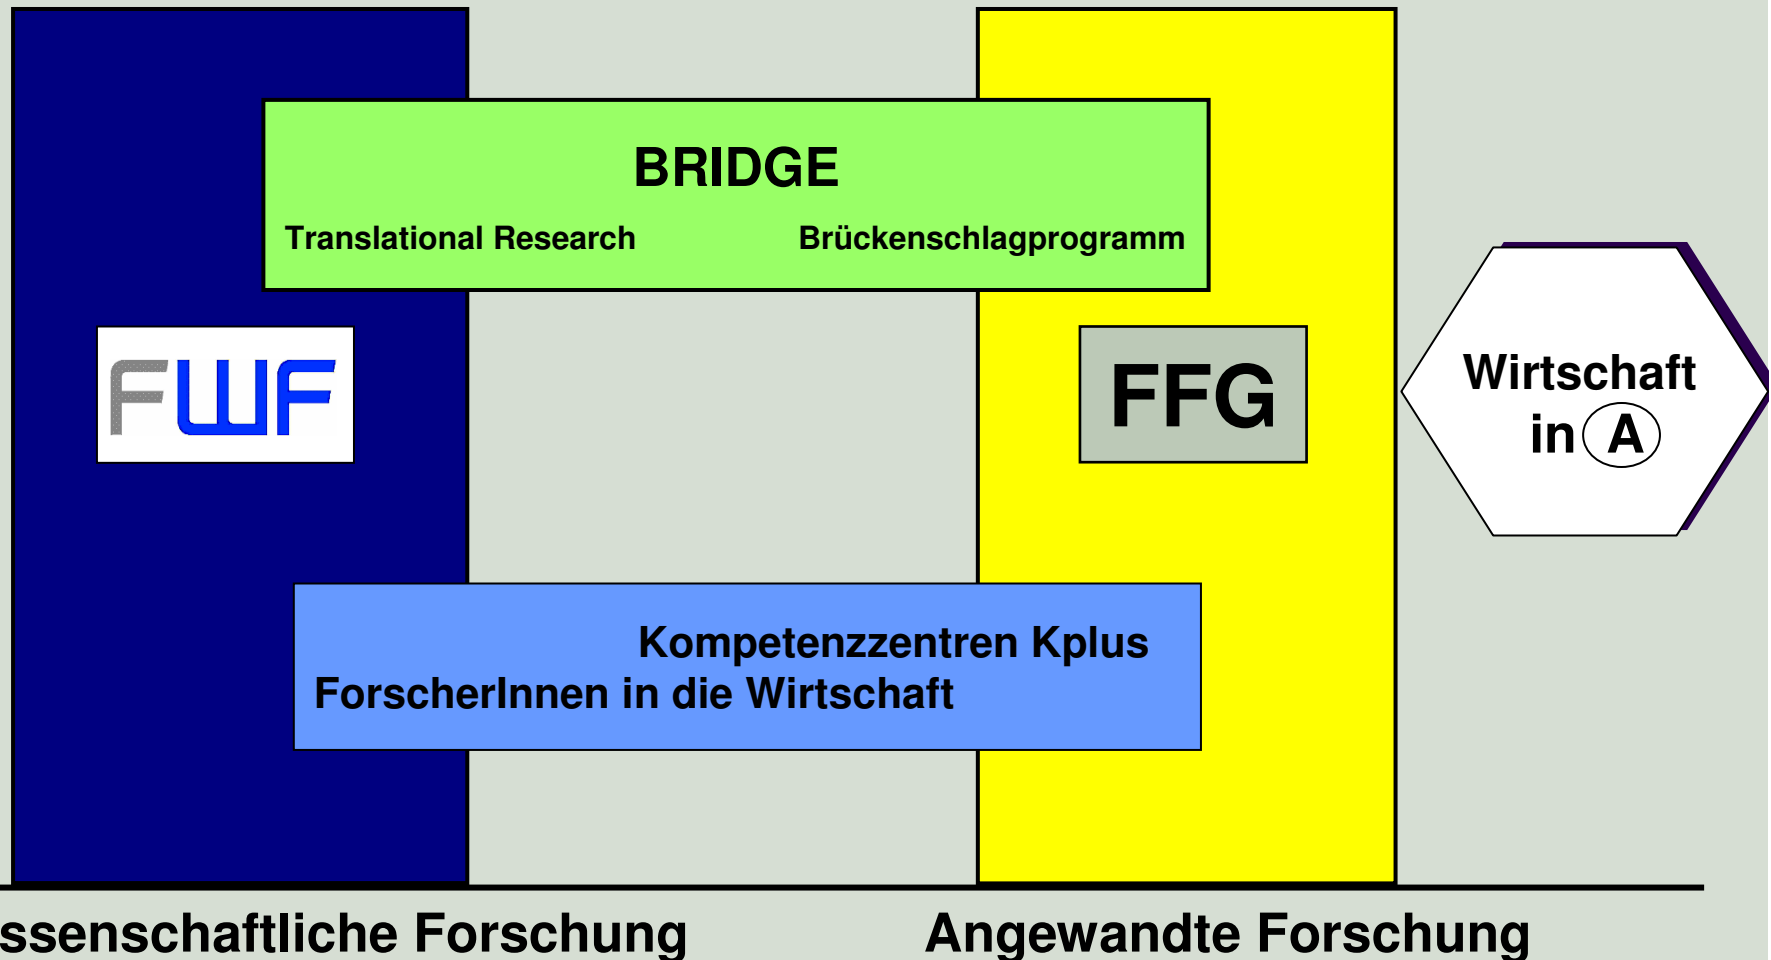 BRIDGE
Translational Research Brückenschlagprogramm
FWF
FFG
Wirtschaft
in A
Kompetenzzentren Kplus
ForscherInnen in die Wirtschaft
ssenschaftliche Forschung Angewandte Forschung